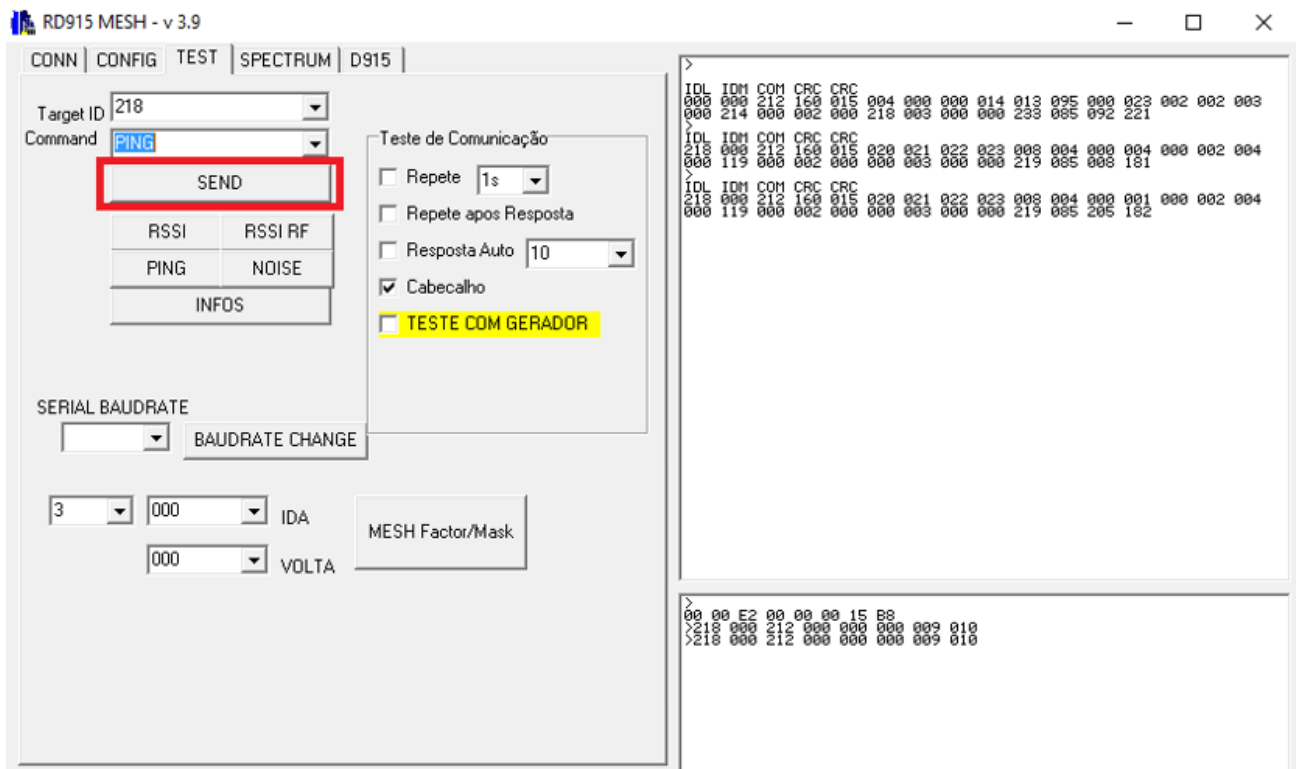 RD915 MESH - v 3.9
CONN CONFIG TEST SPECTRUM D915
Target ID 218
Command PING
SEND
RSSI RSSI RF
PING NOISE
INFOS
Teste de Comunicação
Repete 1s
Repete apos Resposta
Resposta Auto 10
Cabecalho
TESTE COM GERADOR
SERIAL BAUDRATE
BAUDRATE CHANGE
3 000 IDA
000 VOLTA
MESH Factor/Mask
>
IDL IDM COM CRC CRC
000 000 212 160 015 004 000 000 014 013 095 000 023 002 002 003
000 214 000 002 000 218 003 000 000 233 085 092 221
>
IDL IDM COM CRC CRC
218 000 212 160 015 020 021 022 023 008 004 000 004 000 002 004
000 119 000 002 000 000 003 000 000 219 085 008 181
>
IDL IDM COM CRC CRC
218 000 212 160 015 020 021 022 023 008 004 000 001 000 002 004
000 119 000 002 000 000 003 000 000 219 085 205 182
>
00 00 E2 00 00 00 15 B8
>218 000 212 000 000 000 009 010
>218 000 212 000 000 000 009 010